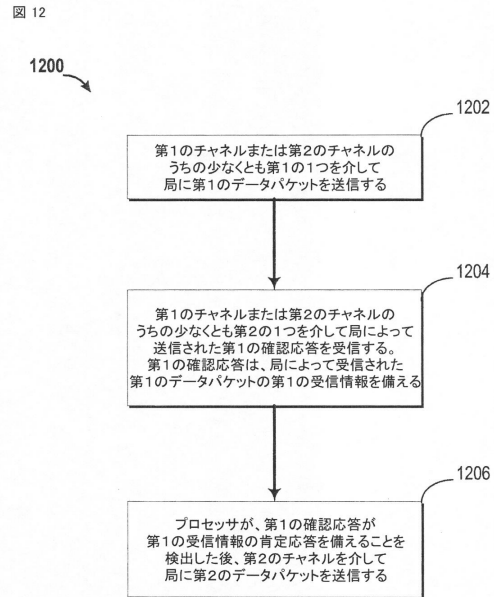 図 12
1200
1202
第1のチャネルまたは第2のチャネルの
うちの少なくとも第1の1つを介して
局に第1のデータパケットを送信する
1204
第1のチャネルまたは第2のチャネルの
うちの少なくとも第2の1つを介して局によって
送信された第1の確認応答を受信する。
第1の確認応答は、局によって受信された
第1のデータパケットの第1の受信情報を備える
1206
プロセッサが、第1の確認応答が
第1の受信情報の肯定応答を備えることを
検出した後、第2のチャネルを介して
局に第2のデータパケットを送信する